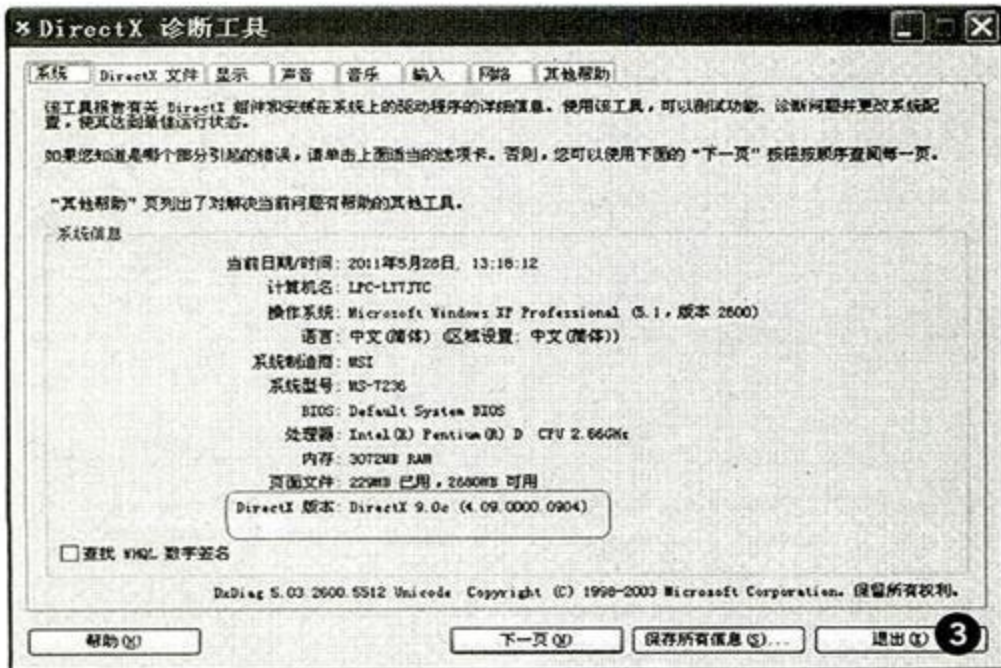 DirectX 诊断工具
系统 DirectX 文件 显示 声音 音乐 输入 网络 其他帮助
该工具报告有关 DirectX 组件和安装在系统上的驱动程序的详细信息。使用该工具，可以测试功能、诊断问题并更改系统配
置，使其达到最佳运行状态。
如果您知道是哪个部分引起的错误，请单击上面适当的选项卡。否则，您可以使用下面的“下一页”按钮按顺序查阅每一页。
“其他帮助”页列出了对解决当前问题有帮助的其他工具。
系统信息
当前日期/时间: 2011年5月28日, 13:18:12
计算机名: LPC-LYTJTC
操作系统: Microsoft Windows XP Professional (5.1，版本 2600)
语言: 中文(简体) (区域设置: 中文(简体))
系统制造商: MSI
系统型号: MS-7236
BIOS: Default System BIOS
处理器: Intel(R) Pentium(R) D CPU 2.66GHz
内存: 3072MB RAM
页面文件: 229MB 已用，2680MB 可用
DirectX 版本: DirectX 9.0c (4.09.0000.0904)
查找 WHQL 数字签名
DxDiag 5.03.2600.5512 Unicode Copyright (C) 1998-2003 Microsoft Corporation. 保留所有权利。
帮助(H) 下一页(N) 保存所有信息(S)... 退出(X) 3